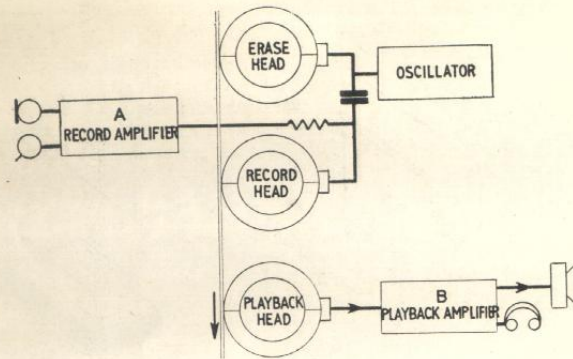 ERASE
HEAD
OSCILLATOR
A
RECORD AMPLIFIER
RECORD
HEAD
PLAYBACK
HEAD
B
PLAYBACK AMPLIFIER